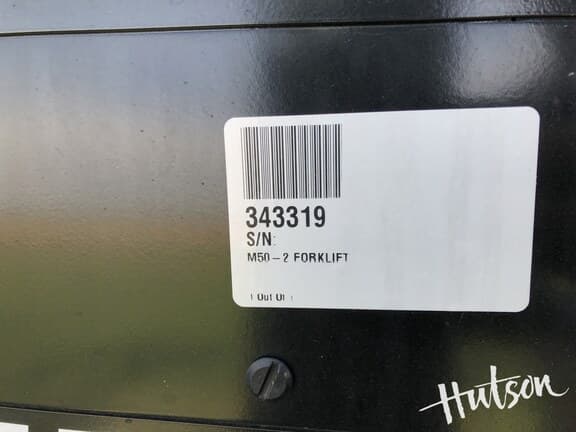 343319
S/N:
M50-2 FORKLIFT
1 Out Of 1
Hutson